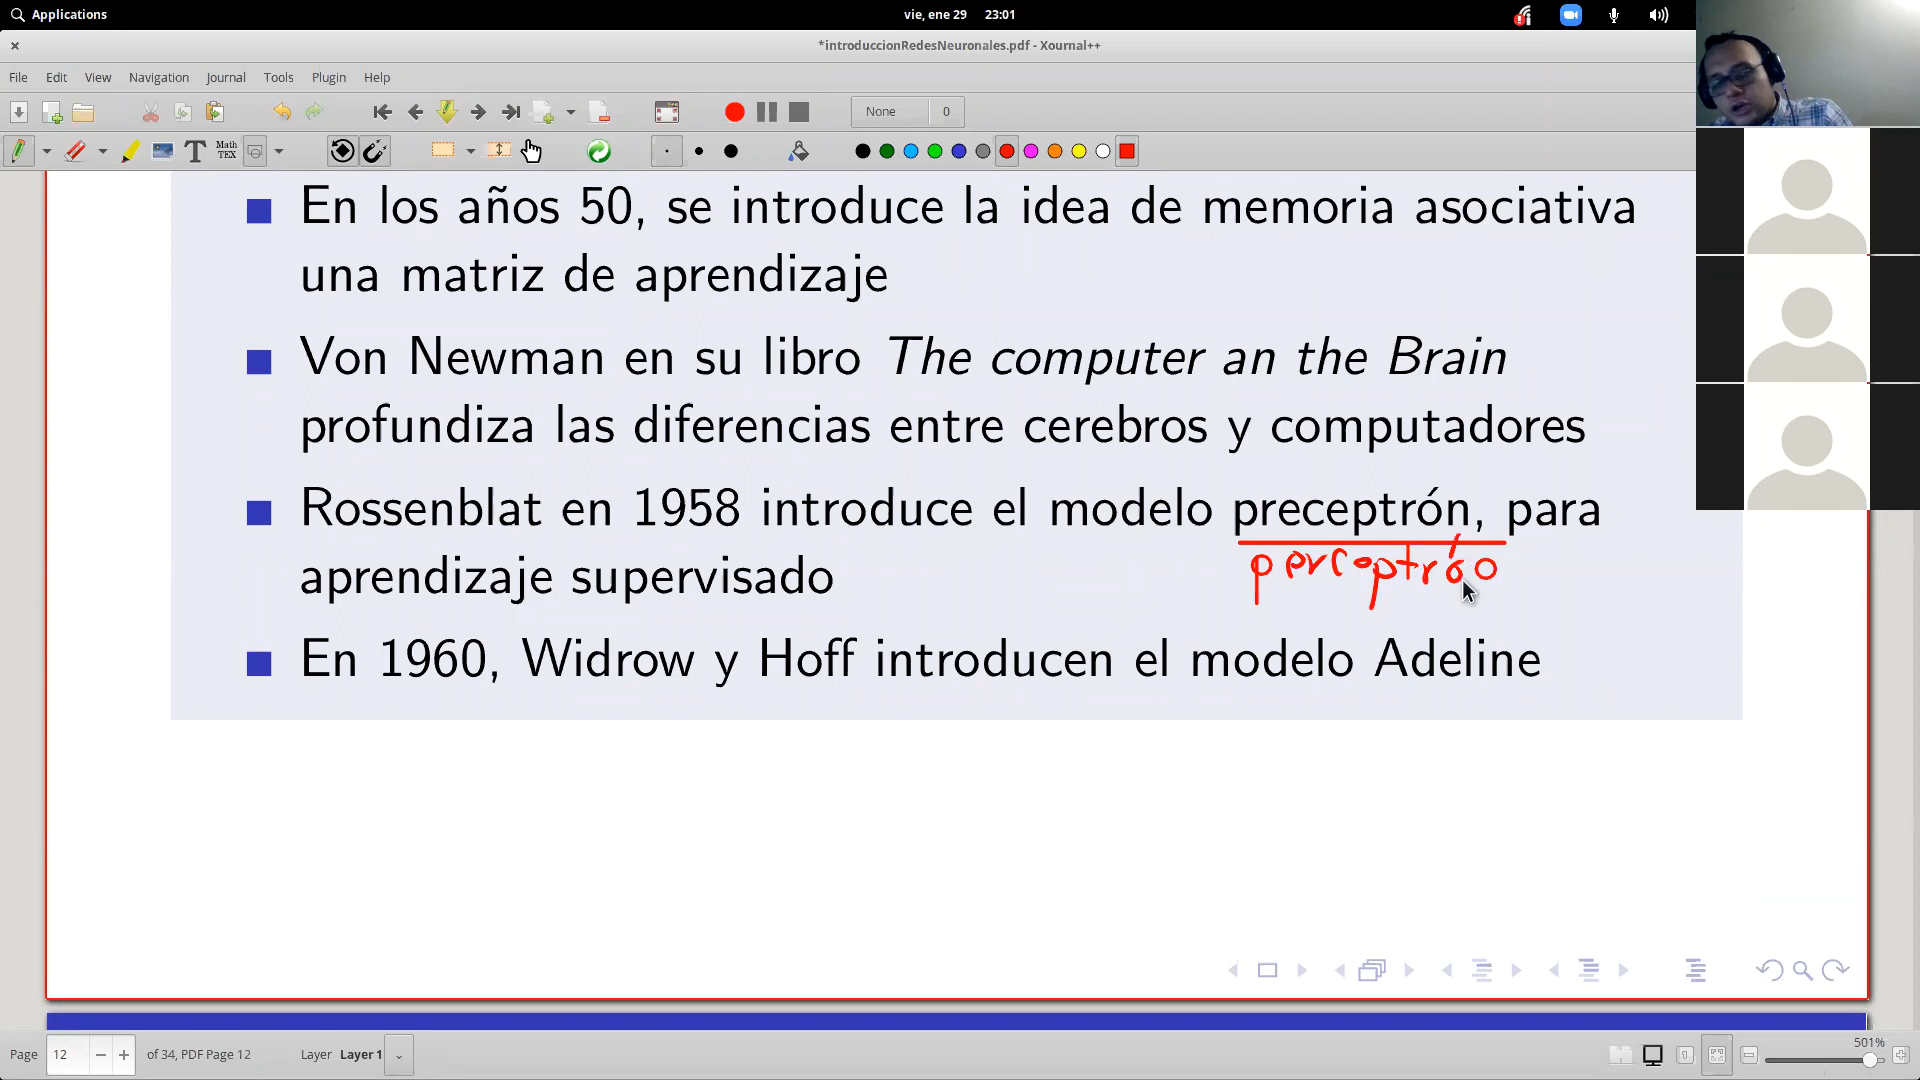 Applications
vie, ene 29 23:01
*introduccionRedesNeuronales.pdf - Xournal++
File Edit View Navigation Journal Tools Plugin Help
None 0
T Math TEX
En los años 50, se introduce la idea de memoria asociativa
una matriz de aprendizaje
Von Newman en su libro The computer an the Brain
profundiza las diferencias entre cerebros y computadores
Rossenblat en 1958 introduce el modelo preceptrón, para
perceptró
aprendizaje supervisado
En 1960, Widrow y Hoff introducen el modelo Adeline
501%
Page 12 of 34, PDF Page 12 Layer Layer 1